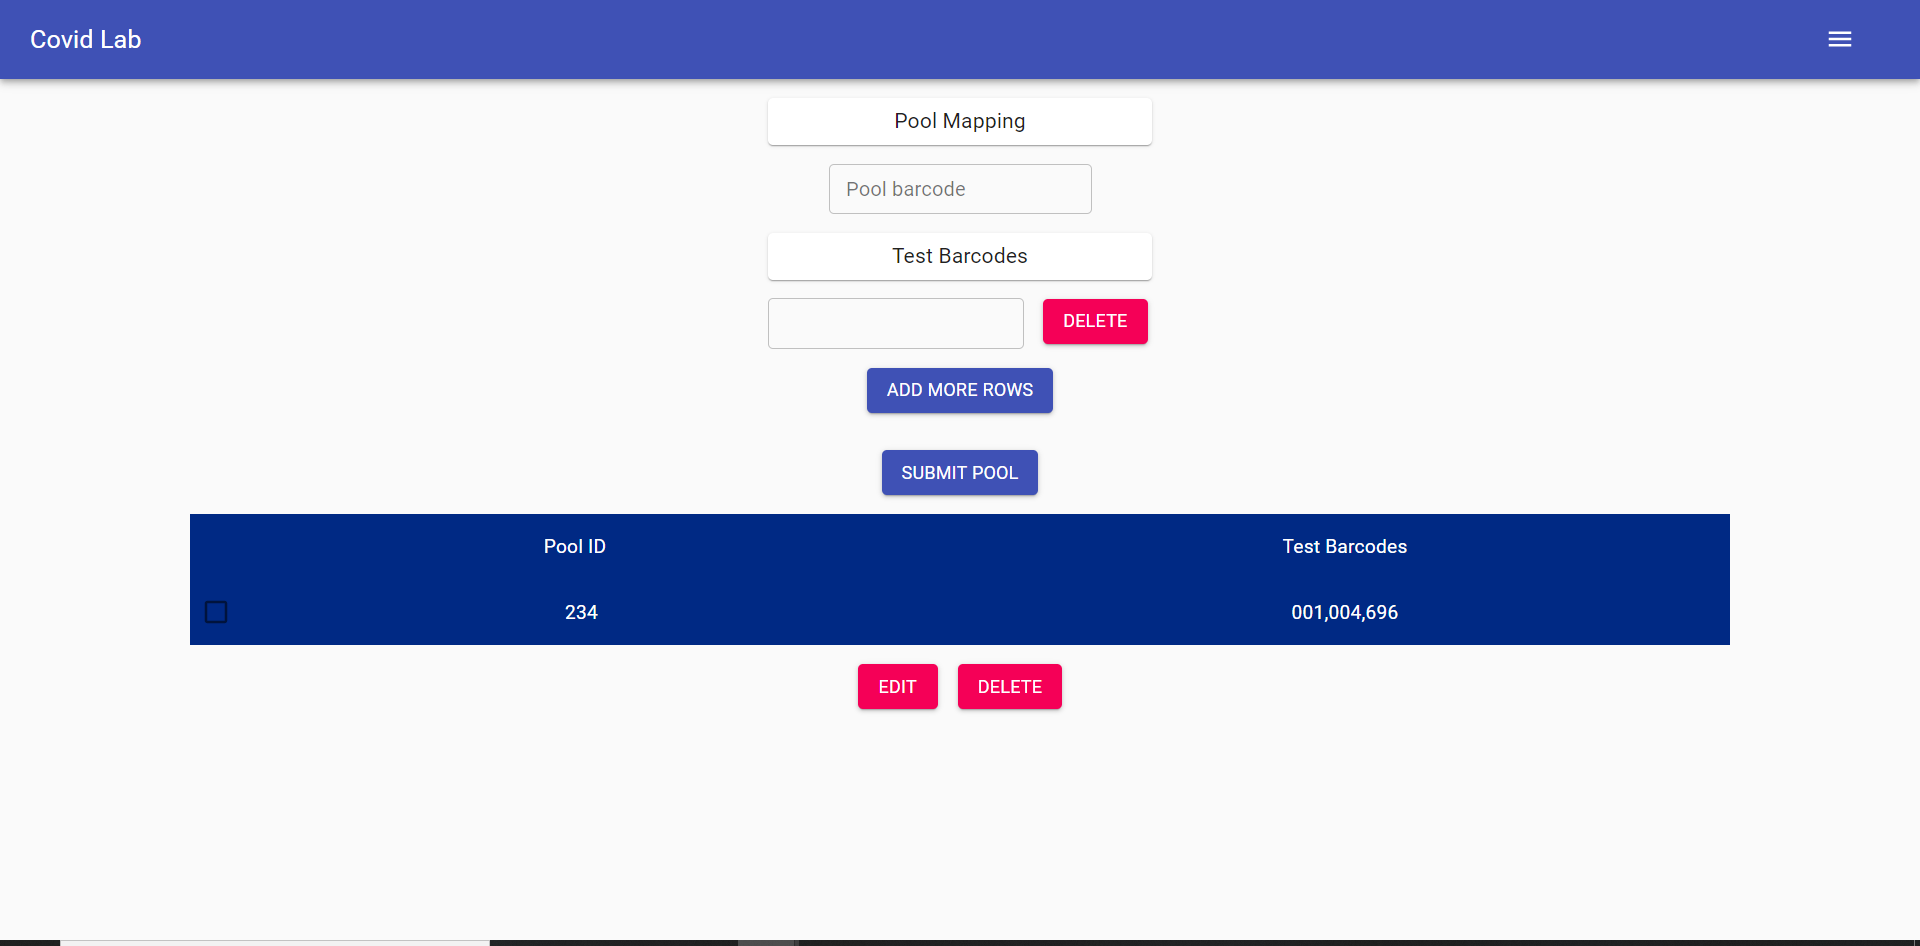 Covid Lab
Pool Mapping
Pool barcode
Test Barcodes
DELETE
ADD MORE ROWS
SUBMIT POOL
Pool ID Test Barcodes
234 001,004,696
EDIT DELETE